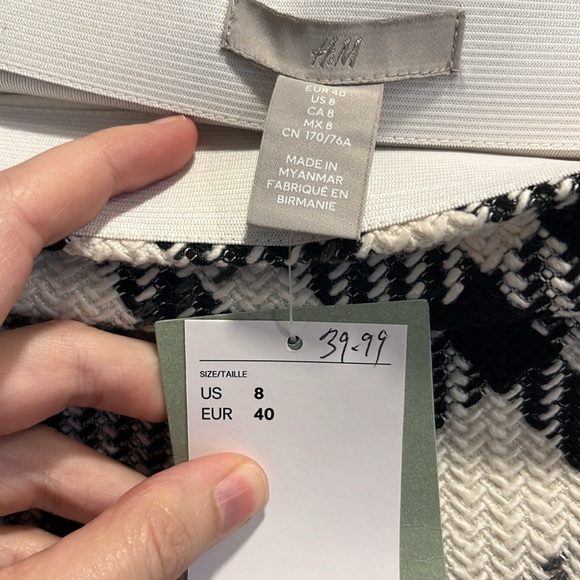 H&M
EUR 40
US 8
CA 8
MX 8
CN 170/76A
MADE IN
MYANMAR
FABRIQUÉ EN
BIRMANIE
39.99
SIZE/TAILLE
US 8
EUR 40